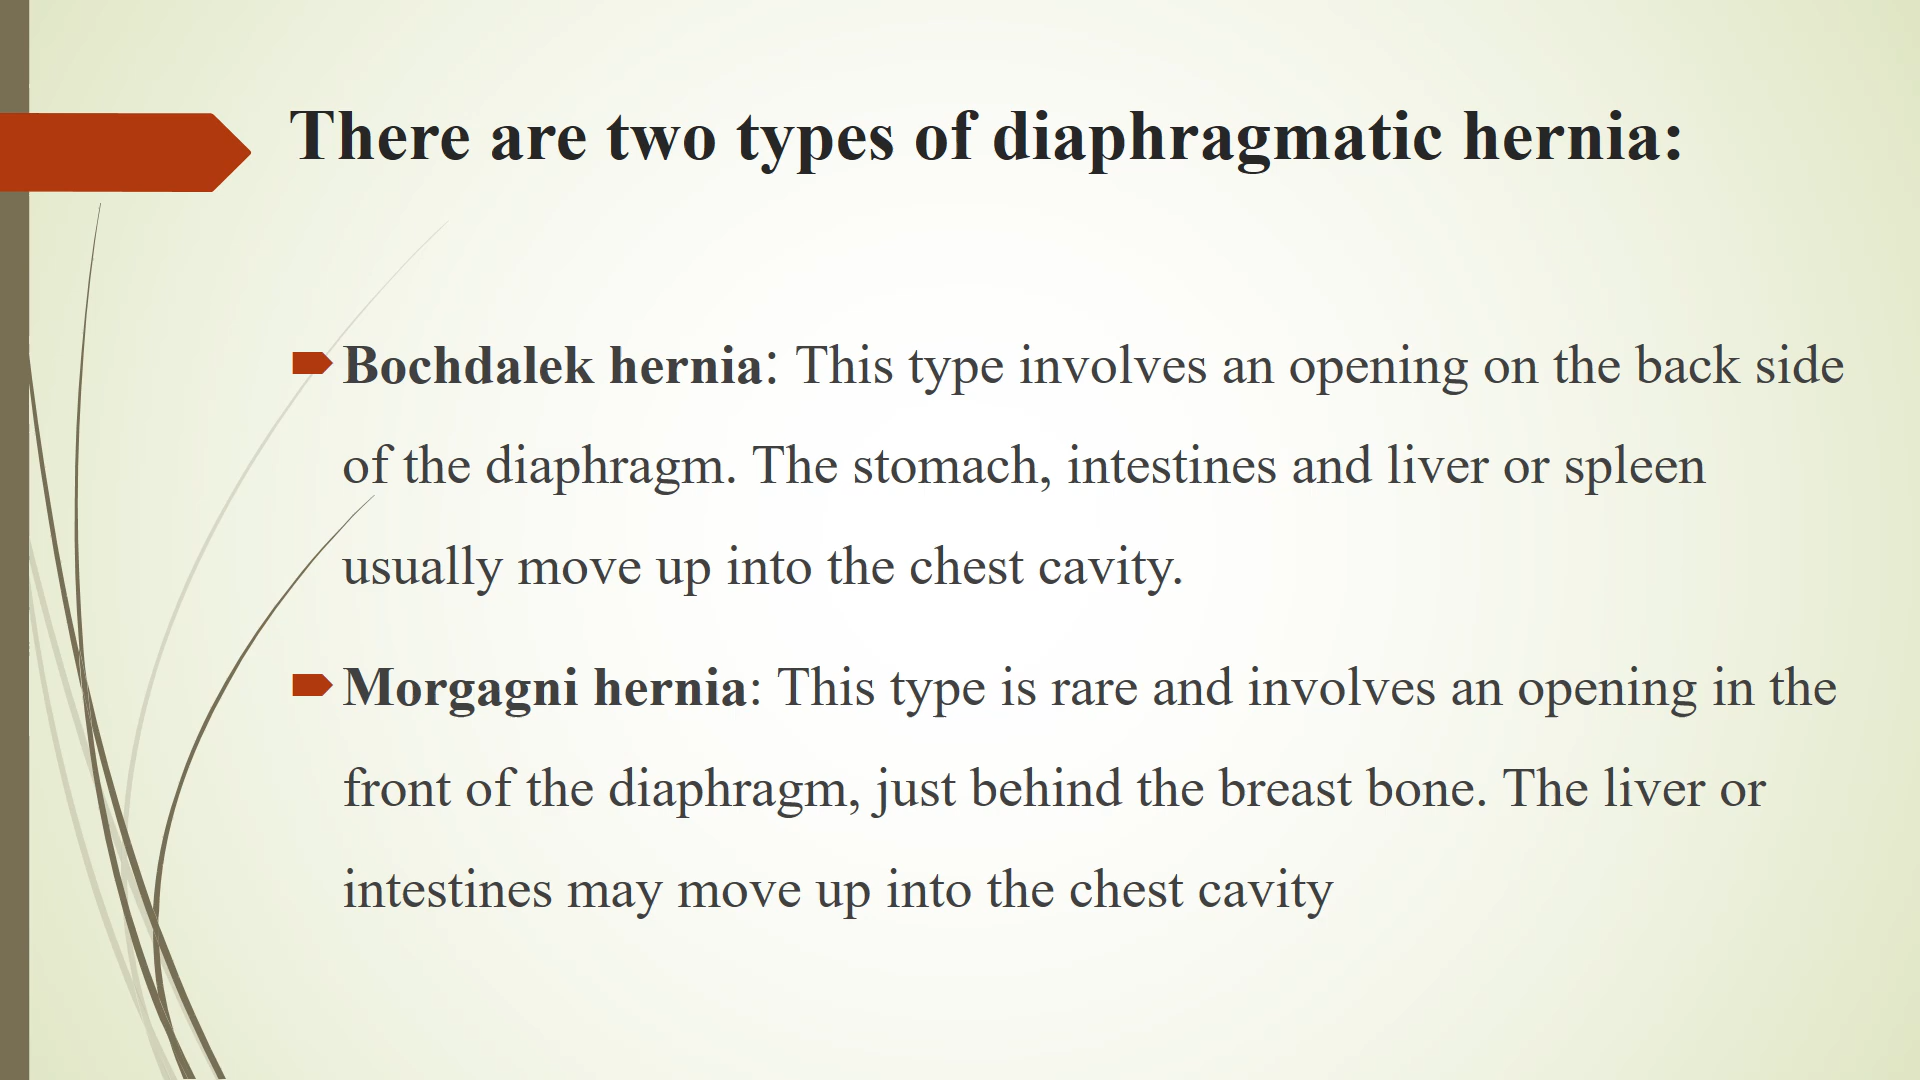 There are two types of diaphragmatic hernia:
Bochdalek hernia: This type involves an opening on the back side
of the diaphragm. The stomach, intestines and liver or spleen
usually move up into the chest cavity.
Morgagni hernia: This type is rare and involves an opening in the
front of the diaphragm, just behind the breast bone. The liver or
intestines may move up into the chest cavity